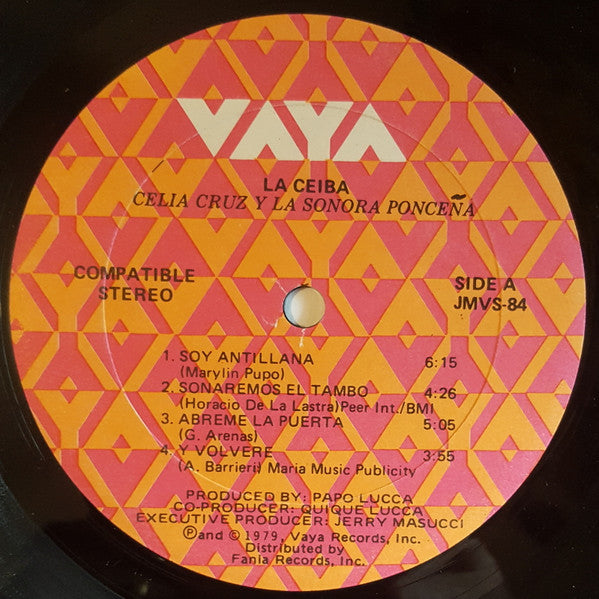 VAYA
LA CEIBA
CELIA CRUZ Y LA SONORA PONCEÑA
COMPATIBLE
STEREO
SIDE A
JMVS-84
1. SOY ANTILLANA 6:15
(Marylin Pupo)
2. SONAREMOS EL TAMBO 4:26
(Horacio De La Lastra)Peer Int./BMI
3. ABREME LA PUERTA 5:05
(G. Arenas)
4. Y VOLVERE 3:55
(A. Barrieri) Maria Music Publicity
PRODUCED BY: PAPO LUCCA
CO-PRODUCER: QUIQUE LUCCA
EXECUTIVE PRODUCER: JERRY MASUCCI
Ⓟand © 1979, Vaya Records, Inc.
Distributed by
Fania Records, Inc.